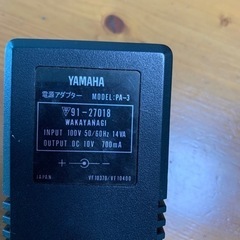 YAMAHA
電源アダプター MODEL:PA-3
91-27018
WAKAYANAGI
INPUT 100V 50/60Hz 14VA
OUTPUT DC 10V 700mA
JAPAN